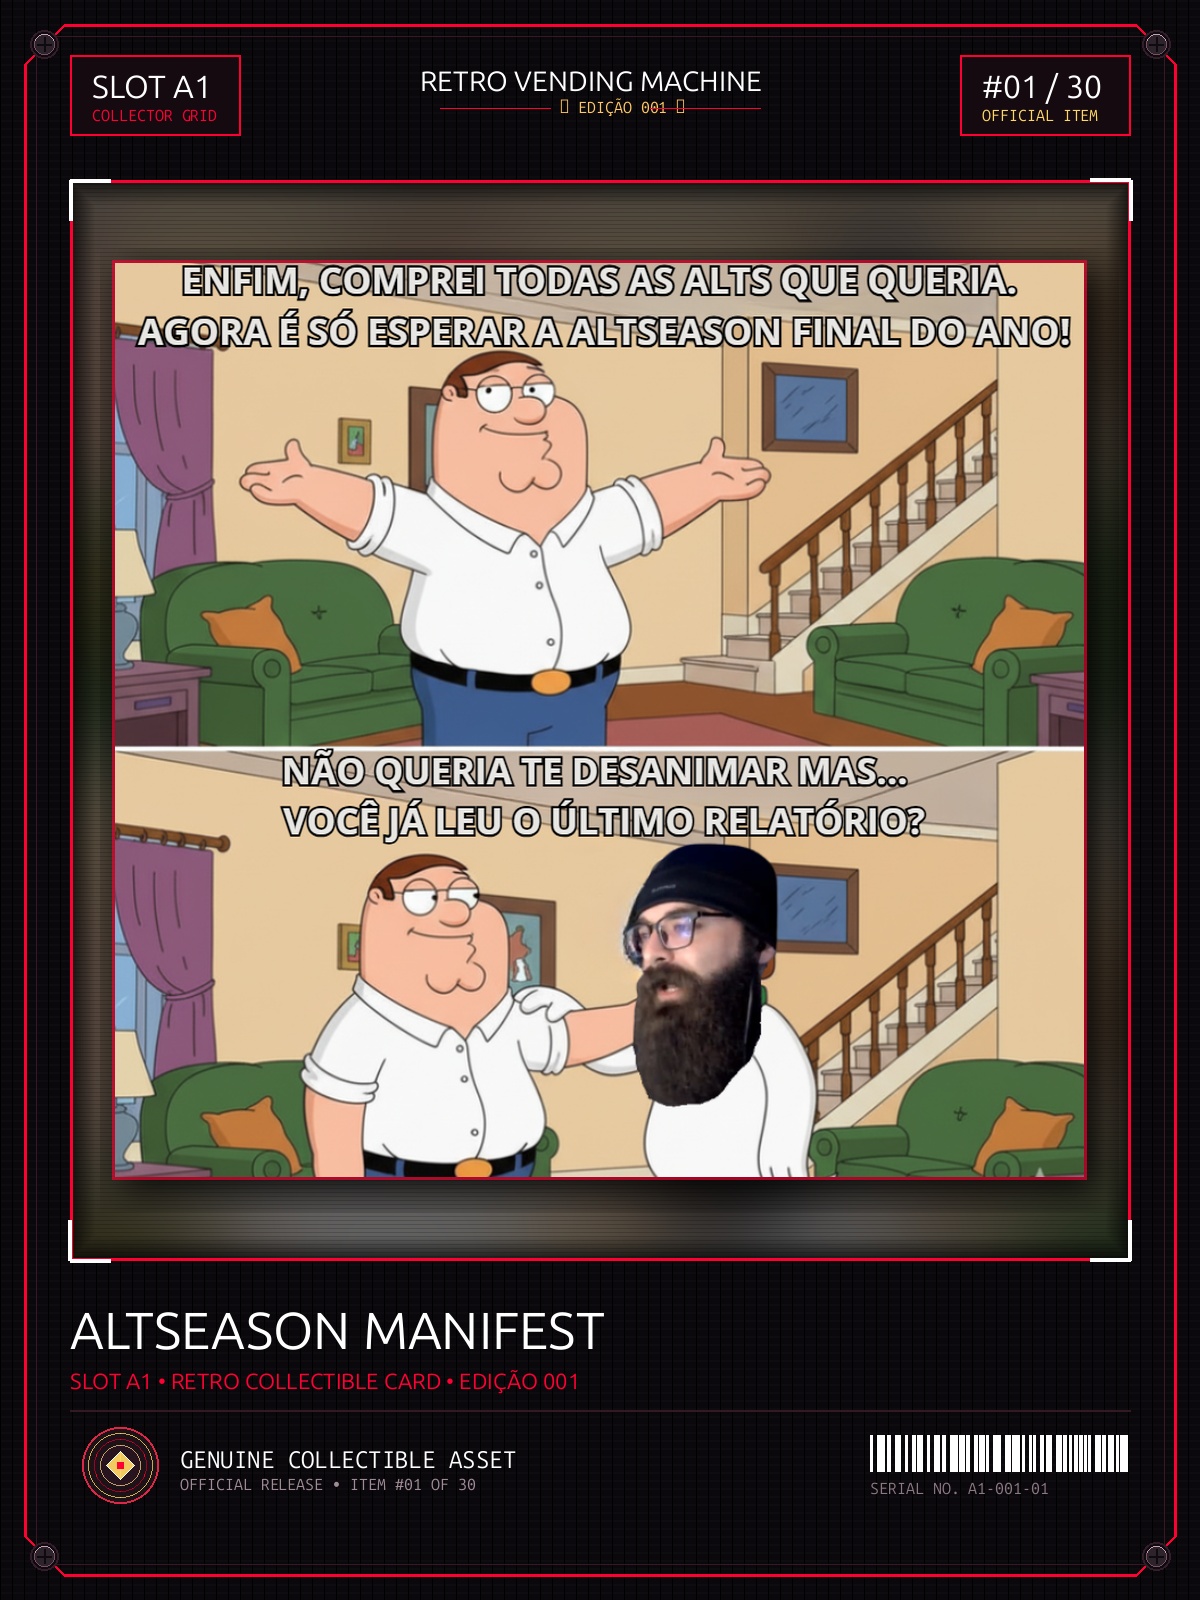 SLOT A1
COLLECTOR GRID
RETRO VENDING MACHINE
EDIÇÃO 001
#01 / 30
OFFICIAL ITEM
ENFIM, COMPREI TODAS AS ALTS QUE QUERIA.
AGORA É SÓ ESPERAR A ALTSEASON FINAL DO ANO!
NÃO QUERIA TE DESANIMAR MAS...
VOCÊ JÁ LEU O ÚLTIMO RELATÓRIO?
ALTSEASON MANIFEST
SLOT A1 • RETRO COLLECTIBLE CARD • EDIÇÃO 001
GENUINE COLLECTIBLE ASSET
OFFICIAL RELEASE • ITEM #01 OF 30
SERIAL NO. A1-001-01